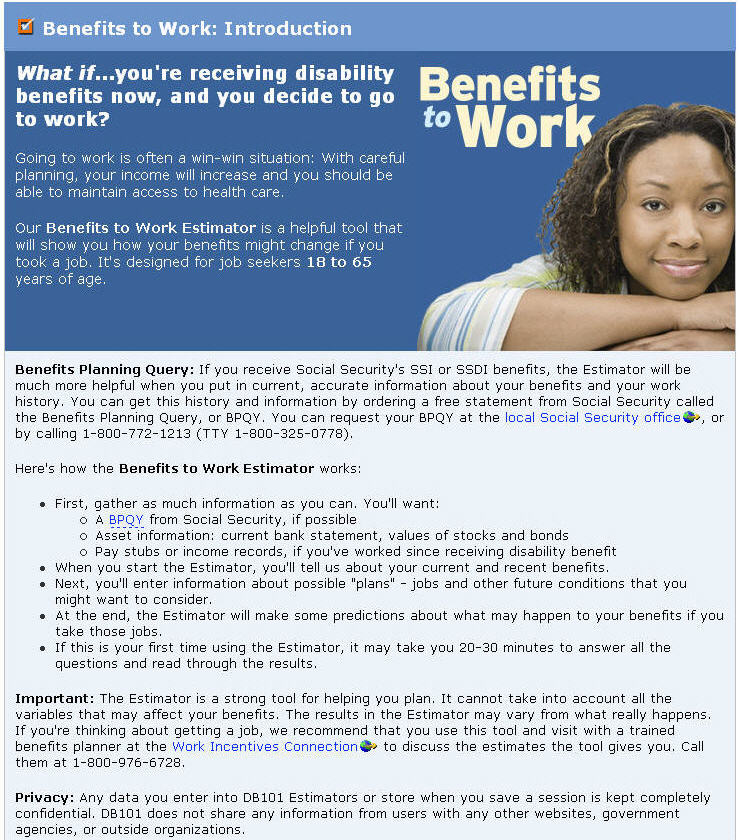 Benefits to Work: Introduction
What if...you're receiving disability
benefits now, and you decide to go
to work?
Going to work is often a win-win situation: With careful
planning, your income will increase and you should be
able to maintain access to health care.
Our Benefits to Work Estimator is a helpful tool that
will show you how your benefits might change if you
took a job. It's designed for job seekers 18 to 65
years of age.
Benefits
to Work
Benefits Planning Query: If you receive Social Security's SSI or SSDI benefits, the Estimator will be
much more helpful when you put in current, accurate information about your benefits and your work
history. You can get this history and information by ordering a free statement from Social Security called
the Benefits Planning Query, or BPQY. You can request your BPQY at the local Social Security office, or
by calling 1-800-772-1213 (TTY 1-800-325-0778).
Here's how the Benefits to Work Estimator works:
• First, gather as much information as you can. You'll want:
○ A BPQY from Social Security, if possible
○ Asset information: current bank statement, values of stocks and bonds
○ Pay stubs or income records, if you've worked since receiving disability benefit
• When you start the Estimator, you'll tell us about your current and recent benefits.
• Next, you'll enter information about possible "plans" - jobs and other future conditions that you
might want to consider.
• At the end, the Estimator will make some predictions about what may happen to your benefits if you
take those jobs.
• If this is your first time using the Estimator, it may take you 20-30 minutes to answer all the
questions and read through the results.
Important: The Estimator is a strong tool for helping you plan. It cannot take into account all the
variables that may affect your benefits. The results in the Estimator may vary from what really happens.
If you're thinking about getting a job, we recommend that you use this tool and visit with a trained
benefits planner at the Work Incentives Connection to discuss the estimates the tool gives you. Call
them at 1-800-976-6728.
Privacy: Any data you enter into DB101 Estimators or store when you save a session is kept completely
confidential. DB101 does not share any information from users with any other websites, government
agencies, or outside organizations.